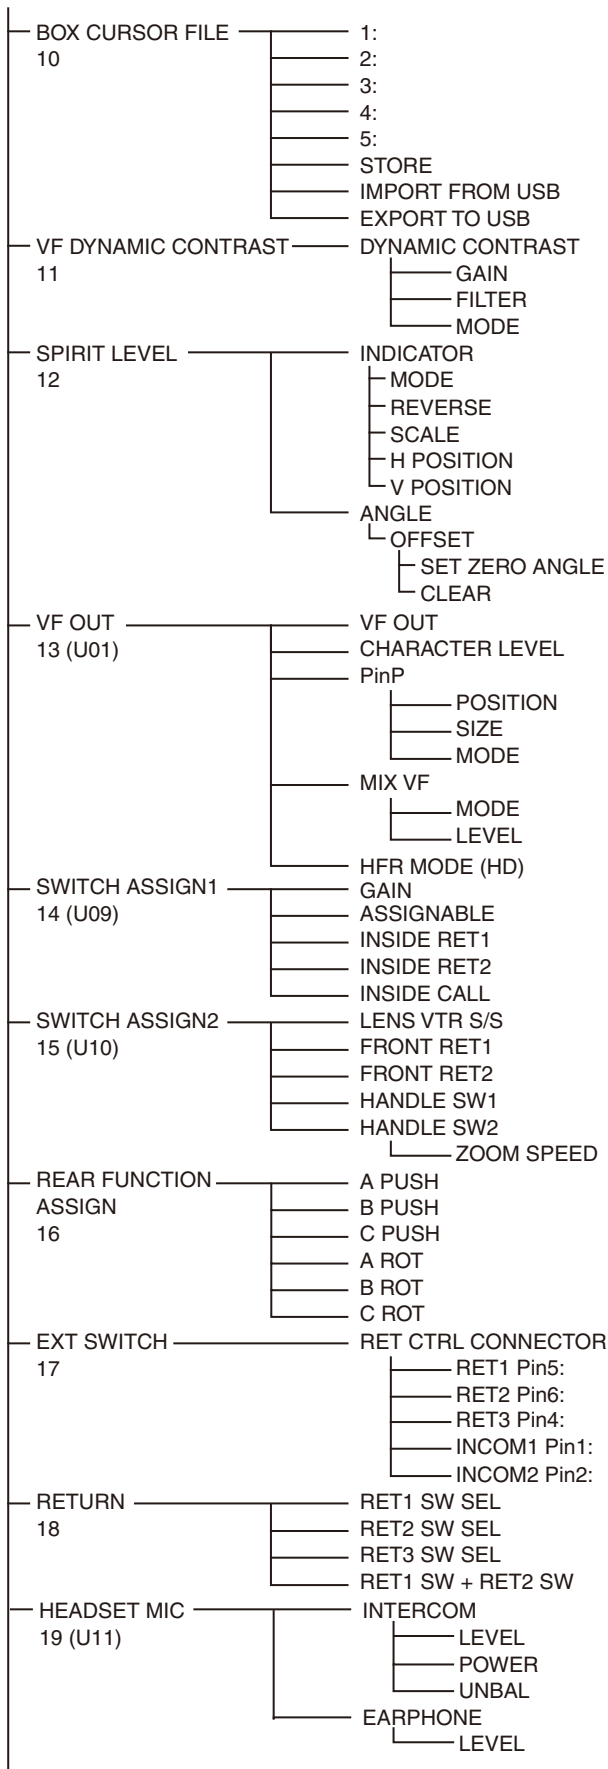 BOX CURSOR FILE
10
1:
2:
3:
4:
5:
STORE
IMPORT FROM USB
EXPORT TO USB
VF DYNAMIC CONTRAST
11
DYNAMIC CONTRAST
GAIN
FILTER
MODE
SPIRIT LEVEL
12
INDICATOR
MODE
REVERSE
SCALE
H POSITION
V POSITION
ANGLE
OFFSET
SET ZERO ANGLE
CLEAR
VF OUT
13 (U01)
VF OUT
CHARACTER LEVEL
PinP
POSITION
SIZE
MODE
MIX VF
MODE
LEVEL
HFR MODE (HD)
SWITCH ASSIGN1
14 (U09)
GAIN
ASSIGNABLE
INSIDE RET1
INSIDE RET2
INSIDE CALL
SWITCH ASSIGN2
15 (U10)
LENS VTR S/S
FRONT RET1
FRONT RET2
HANDLE SW1
HANDLE SW2
ZOOM SPEED
REAR FUNCTION
ASSIGN
16
A PUSH
B PUSH
C PUSH
A ROT
B ROT
C ROT
EXT SWITCH
17
RET CTRL CONNECTOR
RET1 Pin5:
RET2 Pin6:
RET3 Pin4:
INCOM1 Pin1:
INCOM2 Pin2:
RETURN
18
RET1 SW SEL
RET2 SW SEL
RET3 SW SEL
RET1 SW + RET2 SW
HEADSET MIC
19 (U11)
INTERCOM
LEVEL
POWER
UNBAL
EARPHONE
LEVEL